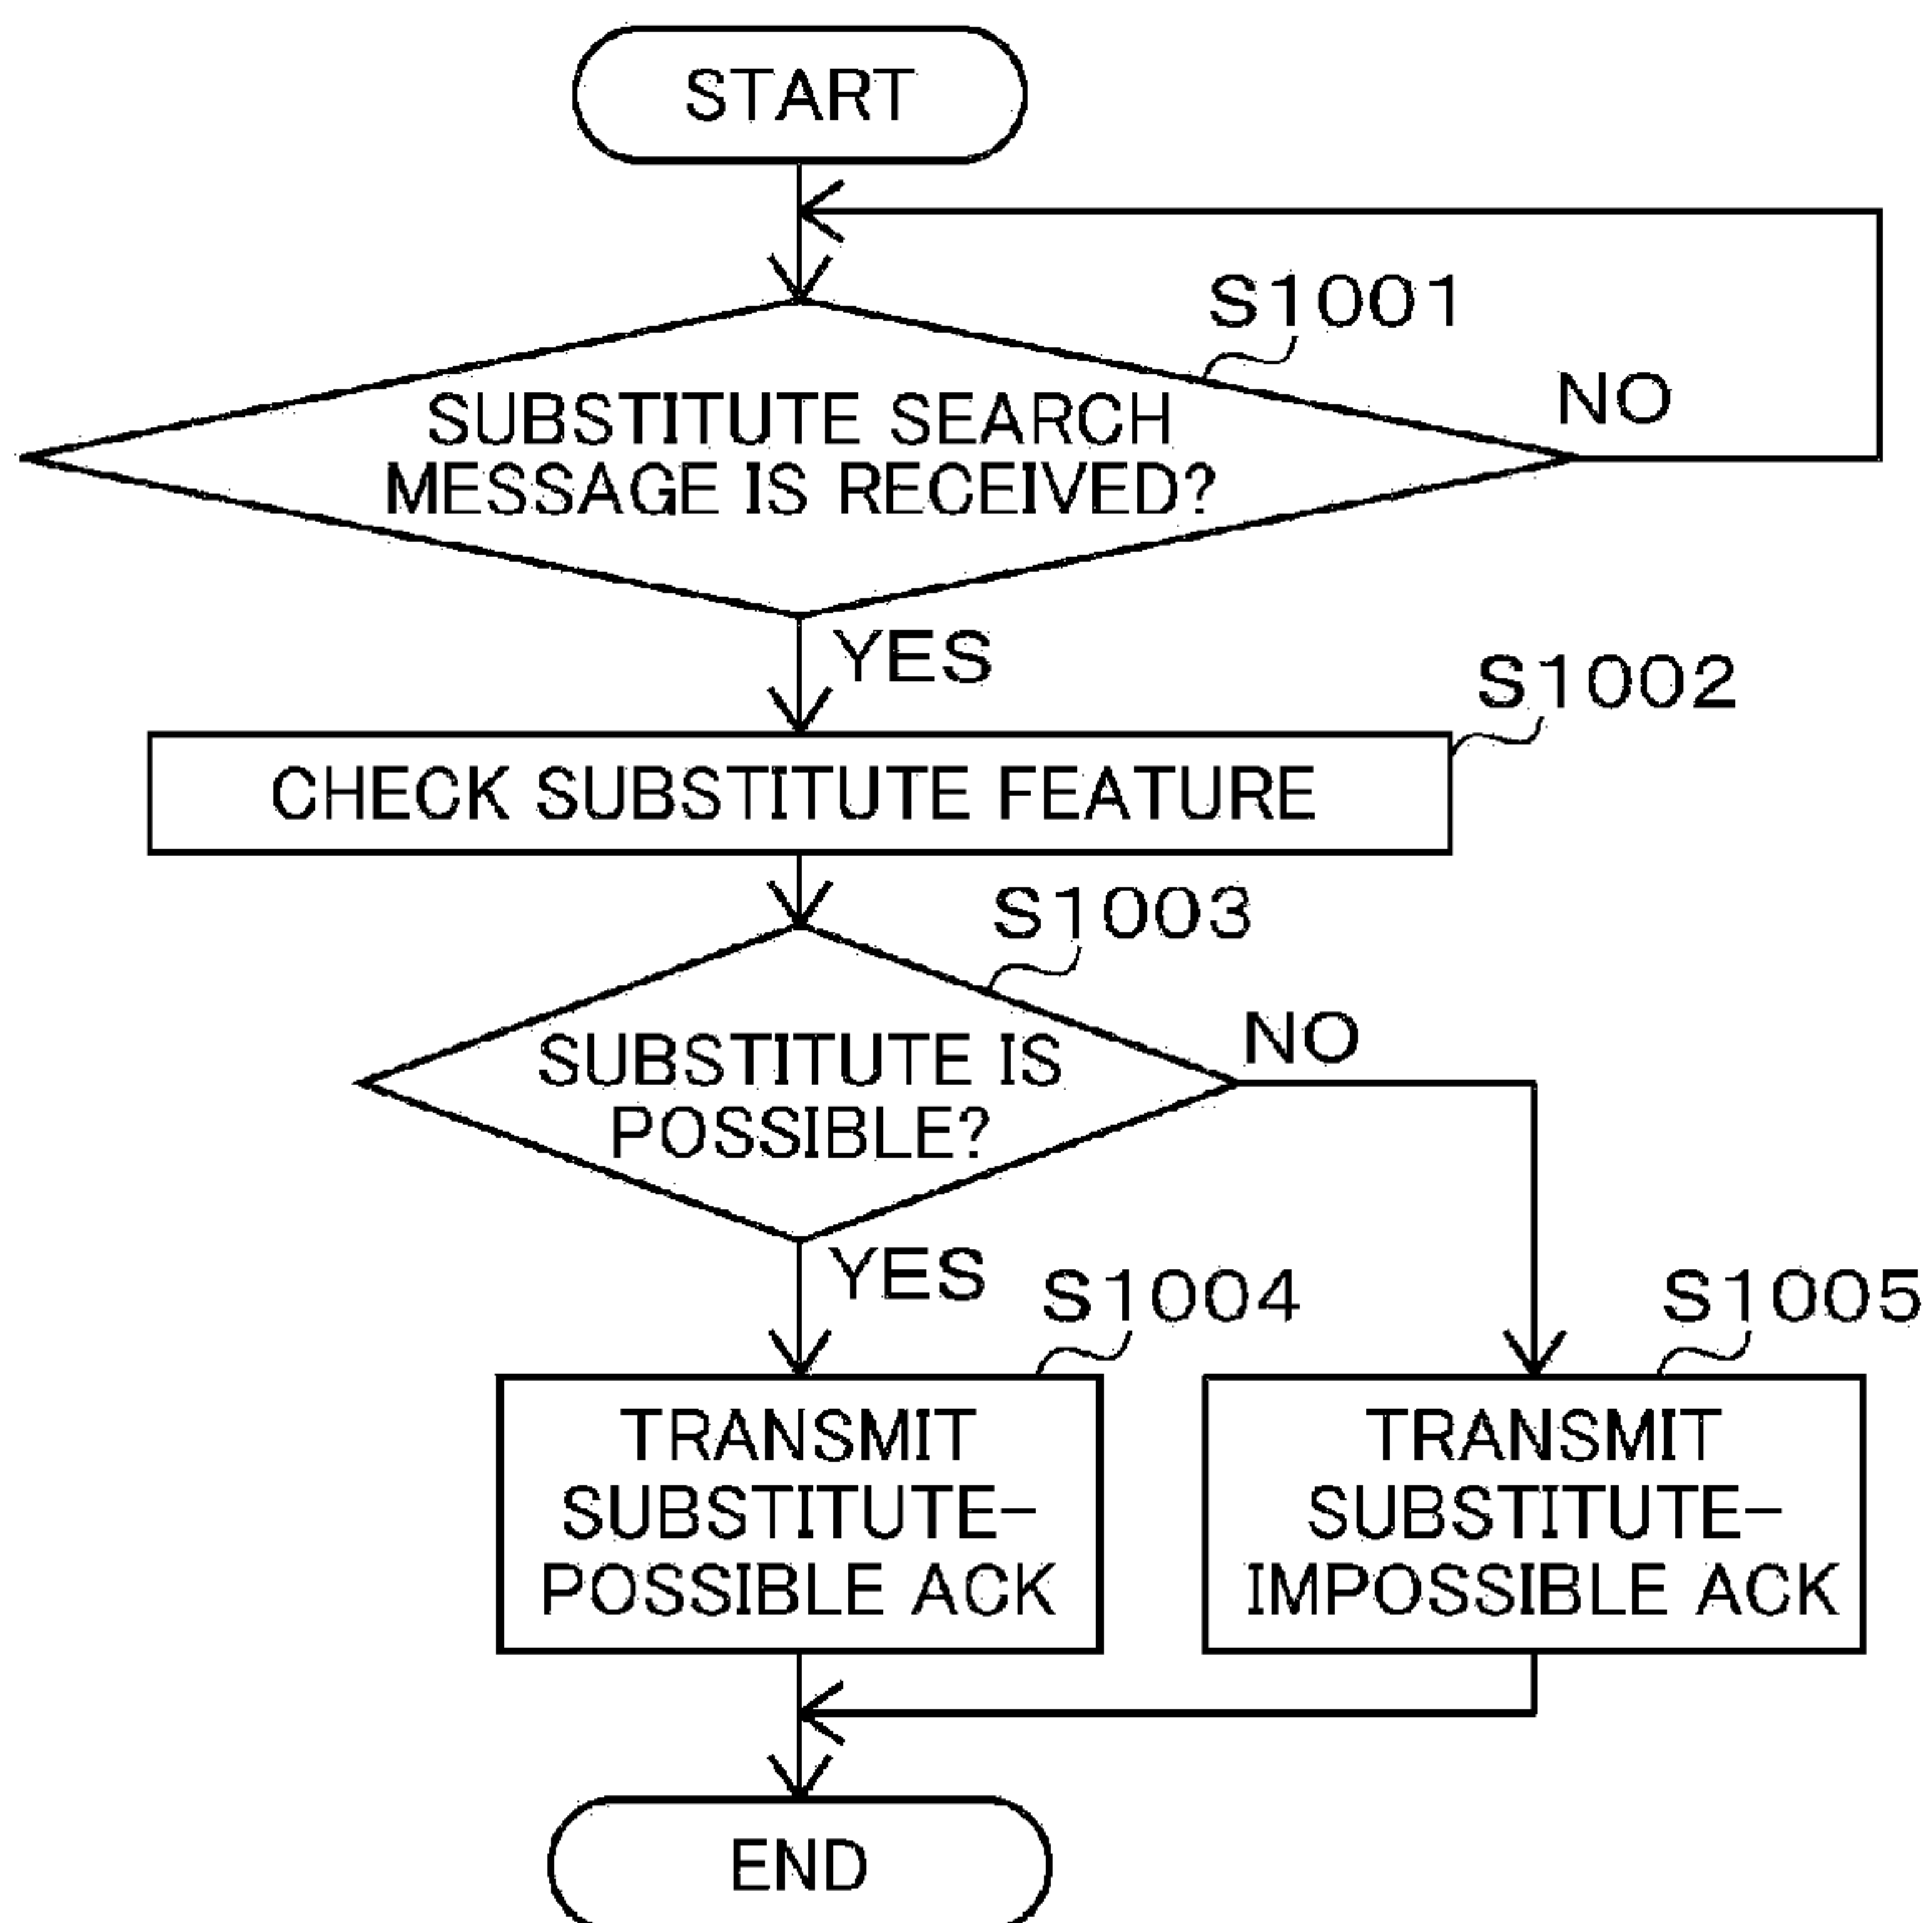 START
S1001
NO
SUBSTITUTE SEARCH
MESSAGE IS RECEIVED?
YES
S1002
CHECK SUBSTITUTE FEATURE
S1003
NO
SUBSTITUTE IS
POSSIBLE?
YES
S1004
S1005
TRANSMIT
SUBSTITUTE-
POSSIBLE ACK
TRANSMIT
SUBSTITUTE-
IMPOSSIBLE ACK
END